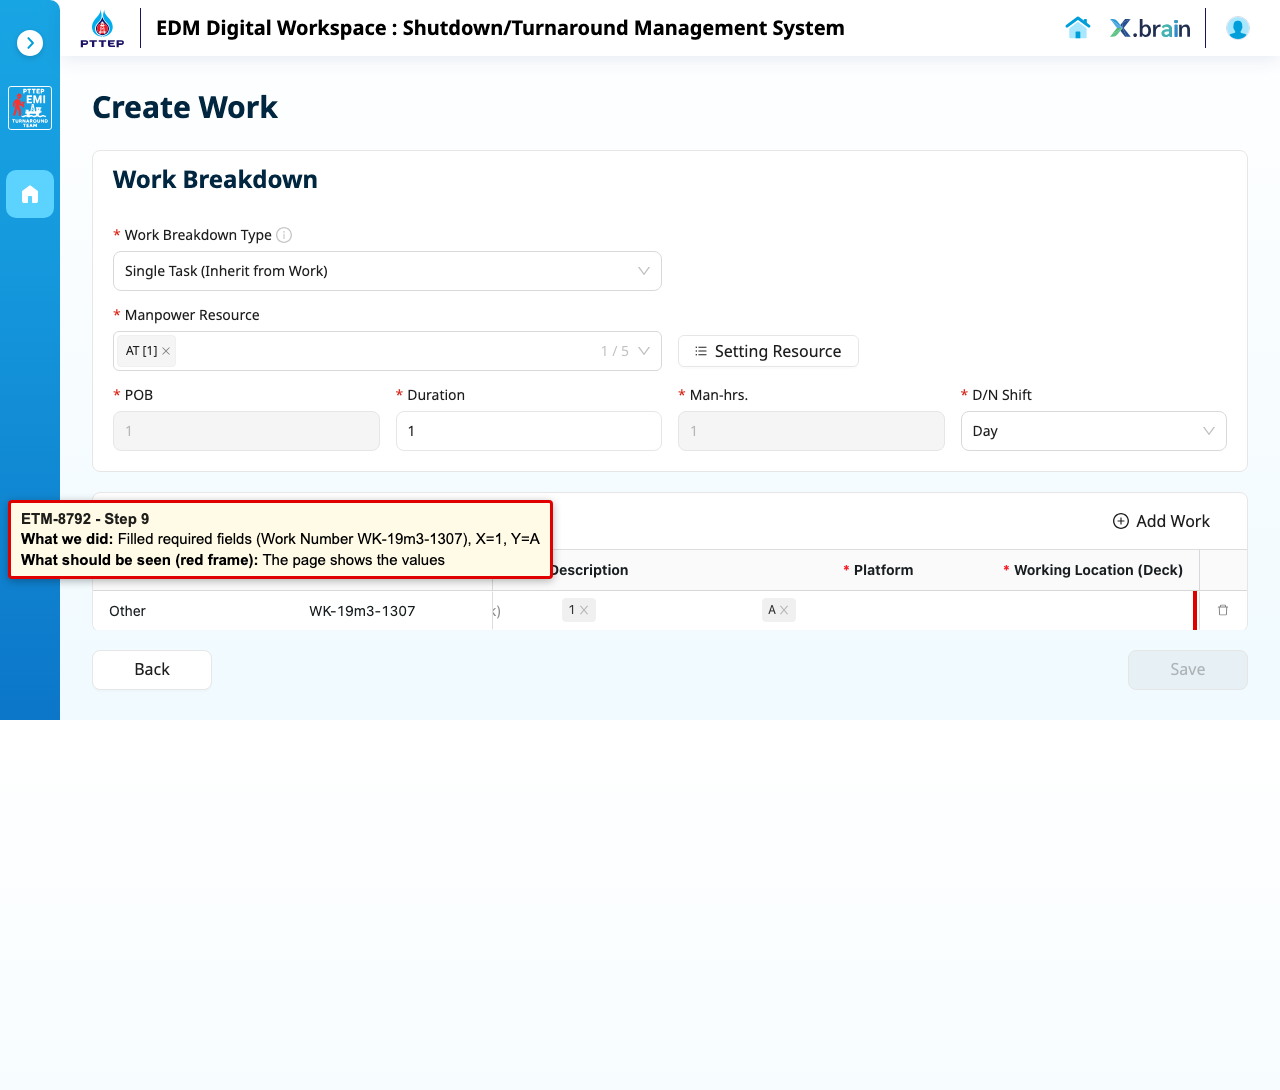 PTTEP
EDM Digital Workspace : Shutdown/Turnaround Management System
X.brain
PTTEP
EMI
TURNAROUND
TEAM
Create Work
Work Breakdown
* Work Breakdown Type
Single Task (Inherit from Work)
* Manpower Resource
AT [1]
1 / 5
Setting Resource
* POB
* Duration
* Man-hrs.
* D/N Shift
1
1
1
Day
ETM-8792 - Step 9
What we did: Filled required fields (Work Number WK-19m3-1307), X=1, Y=A
What should be seen (red frame): The page shows the values
Add Work
Description
* Platform
* Working Location (Deck)
Other
WK-19m3-1307
1
A
Back
Save